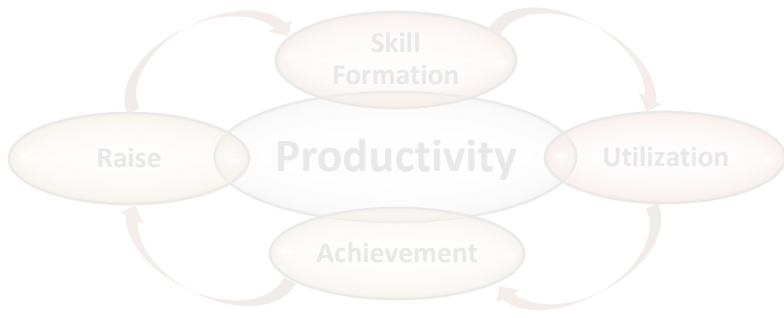 Skill
Formation
Raise
Productivity
Utilization
Achievement